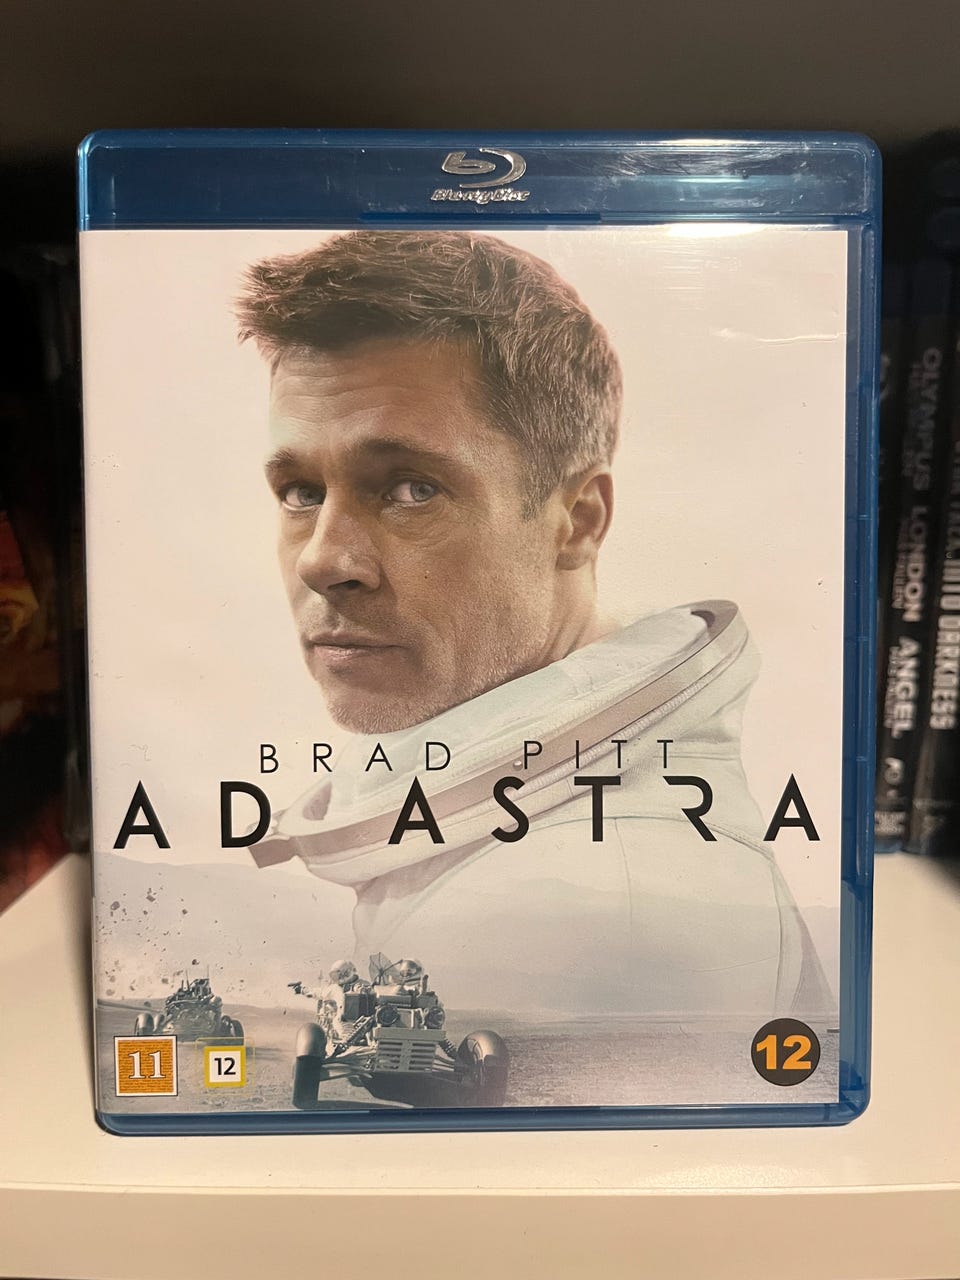 Blu-ray Disc
BRAD PITT
AD ASTRA
11
12
12
OLYMPUS
LONDON
ANGEL
INTO DARKNESS